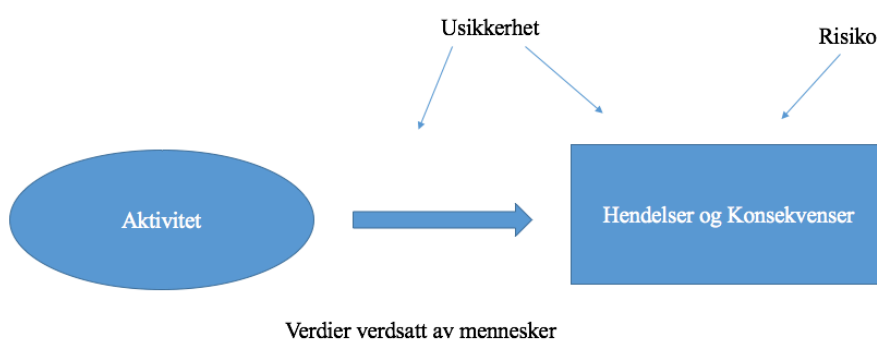 Usikkerhet
Risiko
Aktivitet
Hendelser og Konsekvenser
Verdier verdsatt av mennesker